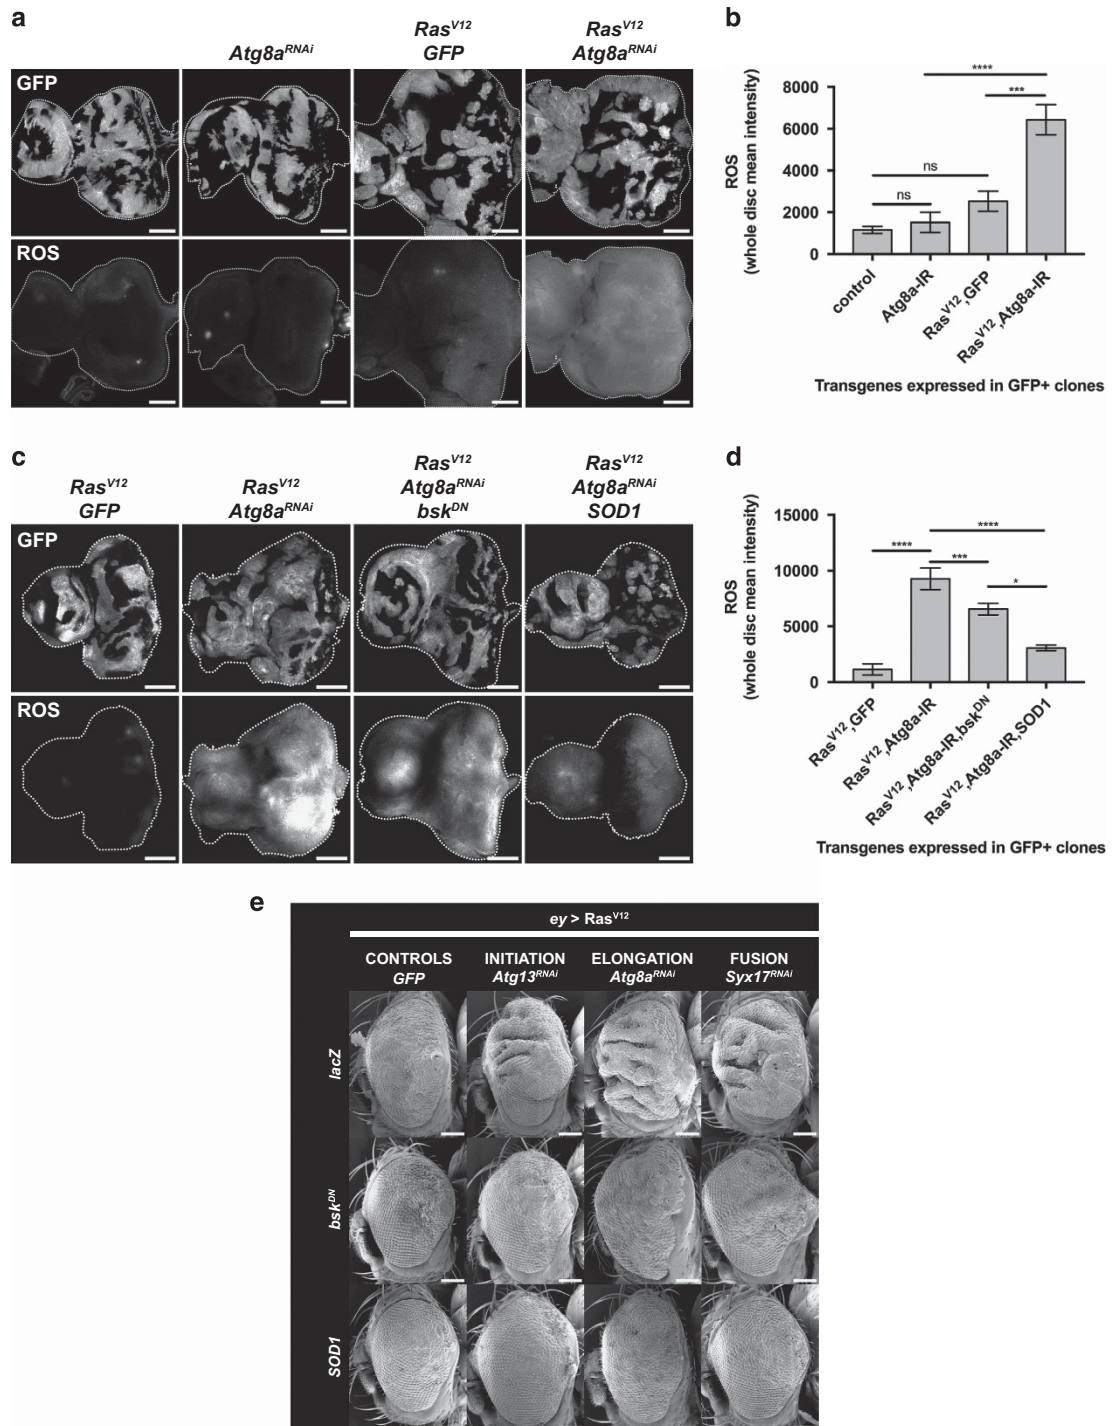 a
Atg8a^RNAi
Ras^V12
GFP
Ras^V12
Atg8a^RNAi
GFP
ROS
b
ROS
(whole disc mean intensity)
8000
6000
4000
2000
0
****
***
ns
ns
control
Atg8a-IR
Ras^V12,GFP
Ras^V12,Atg8a-IR
Transgenes expressed in GFP+ clones
c
Ras^V12
GFP
Ras^V12
Atg8a^RNAi
Ras^V12
Atg8a^RNAi
bsk^DN
Ras^V12
Atg8a^RNAi
SOD1
GFP
ROS
d
ROS
(whole disc mean intensity)
15000
10000
5000
0
****
****
***
*
Ras^V12,GFP
Ras^V12,Atg8a-IR
Ras^V12,Atg8a-IR,bsk^DN
Ras^V12,Atg8a-IR,SOD1
Transgenes expressed in GFP+ clones
e
ey > Ras^V12
CONTROLS
GFP
INITIATION
Atg13^RNAi
ELONGATION
Atg8a^RNAi
FUSION
Syx17^RNAi
lacZ
bsk^DN
SOD1